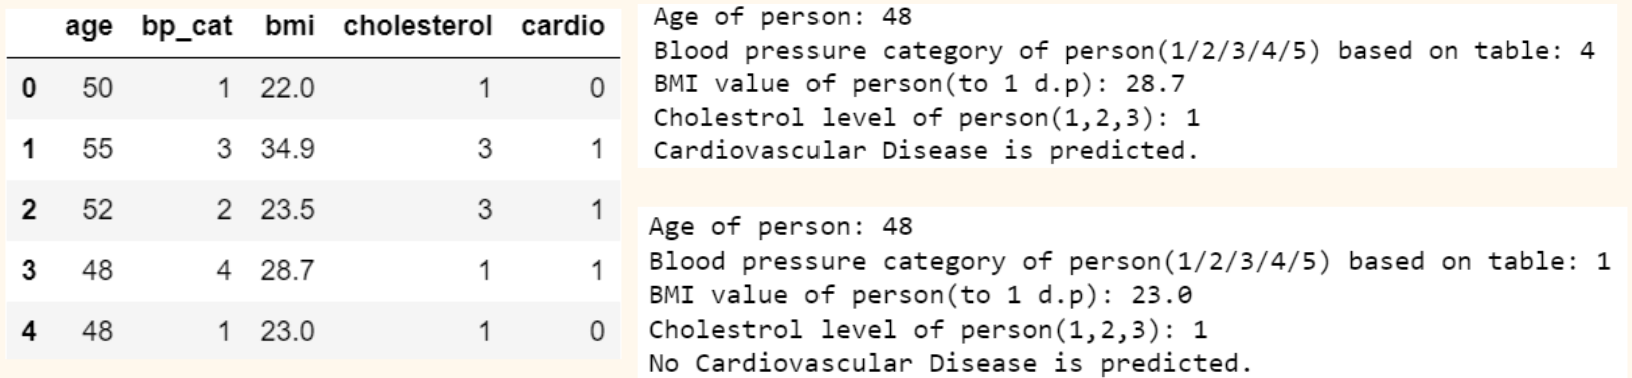 age bp_cat bmi cholesterol cardio
0 50 1 22.0 1 0
1 55 3 34.9 3 1
2 52 2 23.5 3 1
3 48 4 28.7 1 1
4 48 1 23.0 1 0
Age of person: 48
Blood pressure category of person(1/2/3/4/5) based on table: 4
BMI value of person(to 1 d.p): 28.7
Cholestrol level of person(1,2,3): 1
Cardiovascular Disease is predicted.
Age of person: 48
Blood pressure category of person(1/2/3/4/5) based on table: 1
BMI value of person(to 1 d.p): 23.0
Cholestrol level of person(1,2,3): 1
No Cardiovascular Disease is predicted.